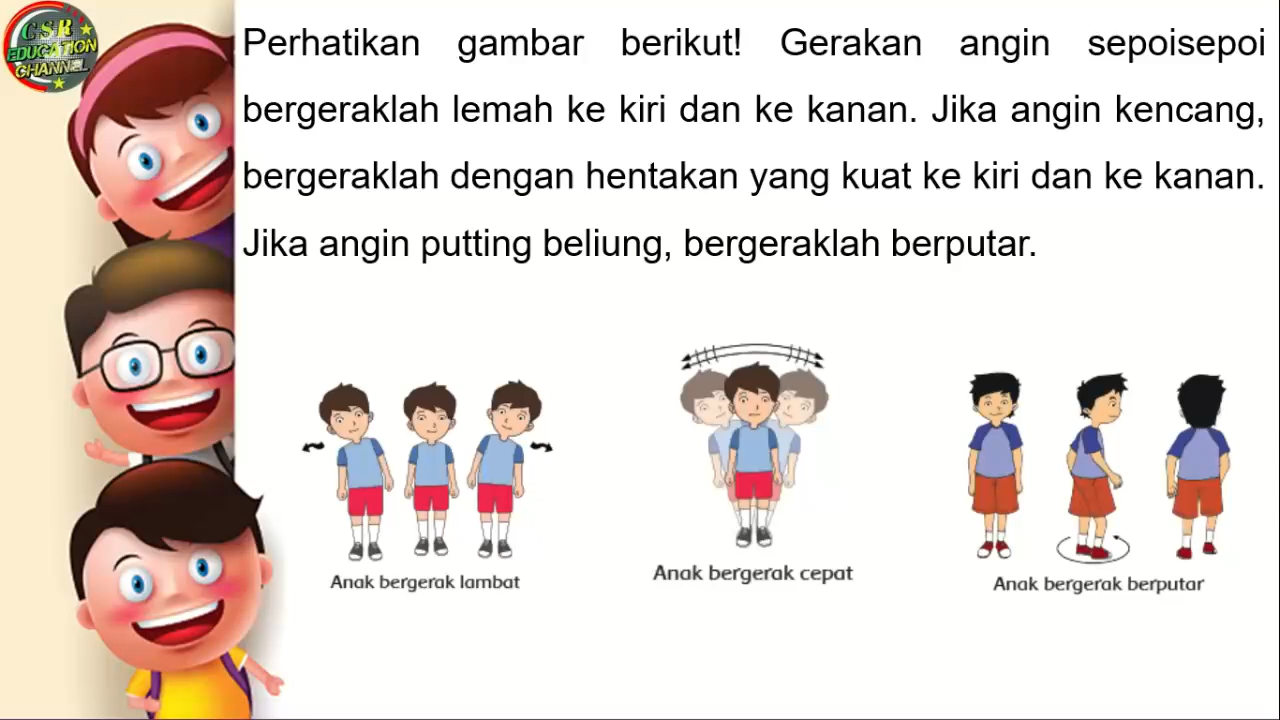 CSR
EDUCATION
CHANNEL
Perhatikan gambar berikut! Gerakan angin sepoisepoi
bergeraklah lemah ke kiri dan ke kanan. Jika angin kencang,
bergeraklah dengan hentakan yang kuat ke kiri dan ke kanan.
Jika angin putting beliung, bergeraklah berputar.
Anak bergerak lambat
Anak bergerak cepat
Anak bergerak berputar